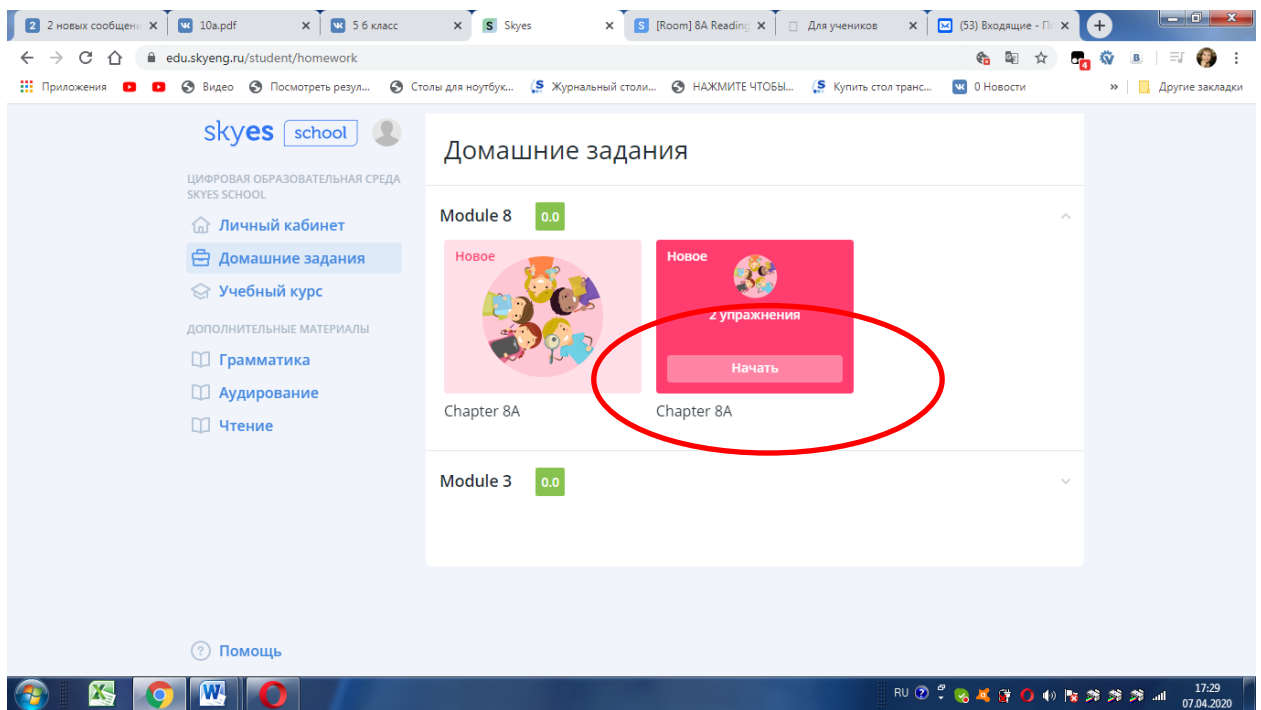 2 2 новых сообщен
10a.pdf
5 6 класс
S Skyes
S [Room] 8A Reading
Для учеников
(53) Входящие - По
edu.skyeng.ru/student/homework
4
B
Приложения
Видео
Посмотреть резул...
Столы для ноутбук...
S Журнальный столи...
НАЖМИТЕ ЧТОБЫ...
S Купить стол транс...
0 Новости
»
Другие закладки
skyes school
ЦИФРОВАЯ ОБРАЗОВАТЕЛЬНАЯ СРЕДА
SKYES SCHOOL
Личный кабинет
Домашние задания
Учебный курс
ДОПОЛНИТЕЛЬНЫЕ МАТЕРИАЛЫ
Грамматика
Аудирование
Чтение
Помощь
Домашние задания
Module 8 0.0
Новое
Chapter 8A
Новое
2 упражнения
Начать
Chapter 8A
Module 3 0.0
RU
17:29
07.04.2020